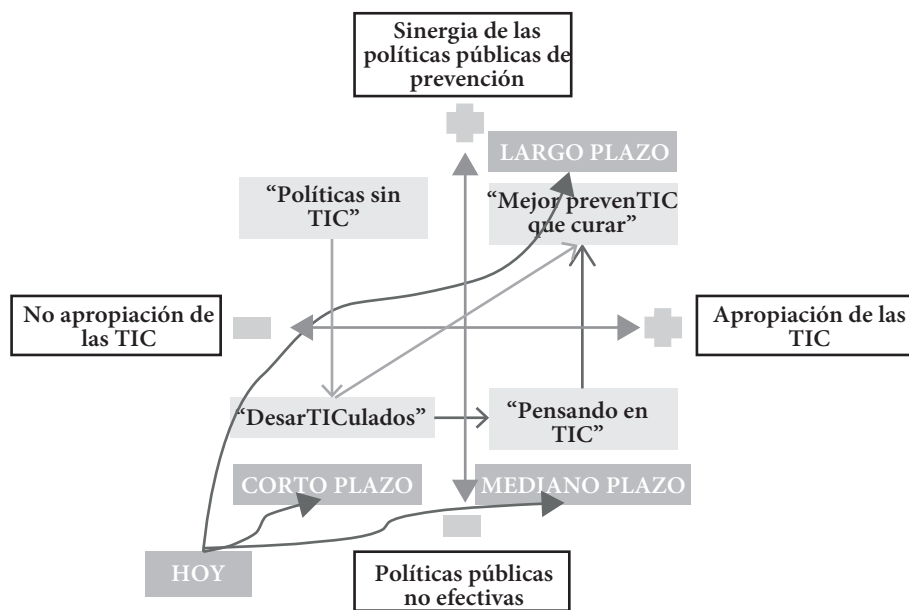 Sinergia de las
políticas públicas de
prevención
LARGO PLAZO
“Políticas sin
TIC”
“Mejor prevenTIC
que curar”
No apropiación de
las TIC
Apropiación de las
TIC
“DesarTICulados”
“Pensando en
TIC”
CORTO PLAZO
MEDIANO PLAZO
HOY
Políticas públicas
no efectivas